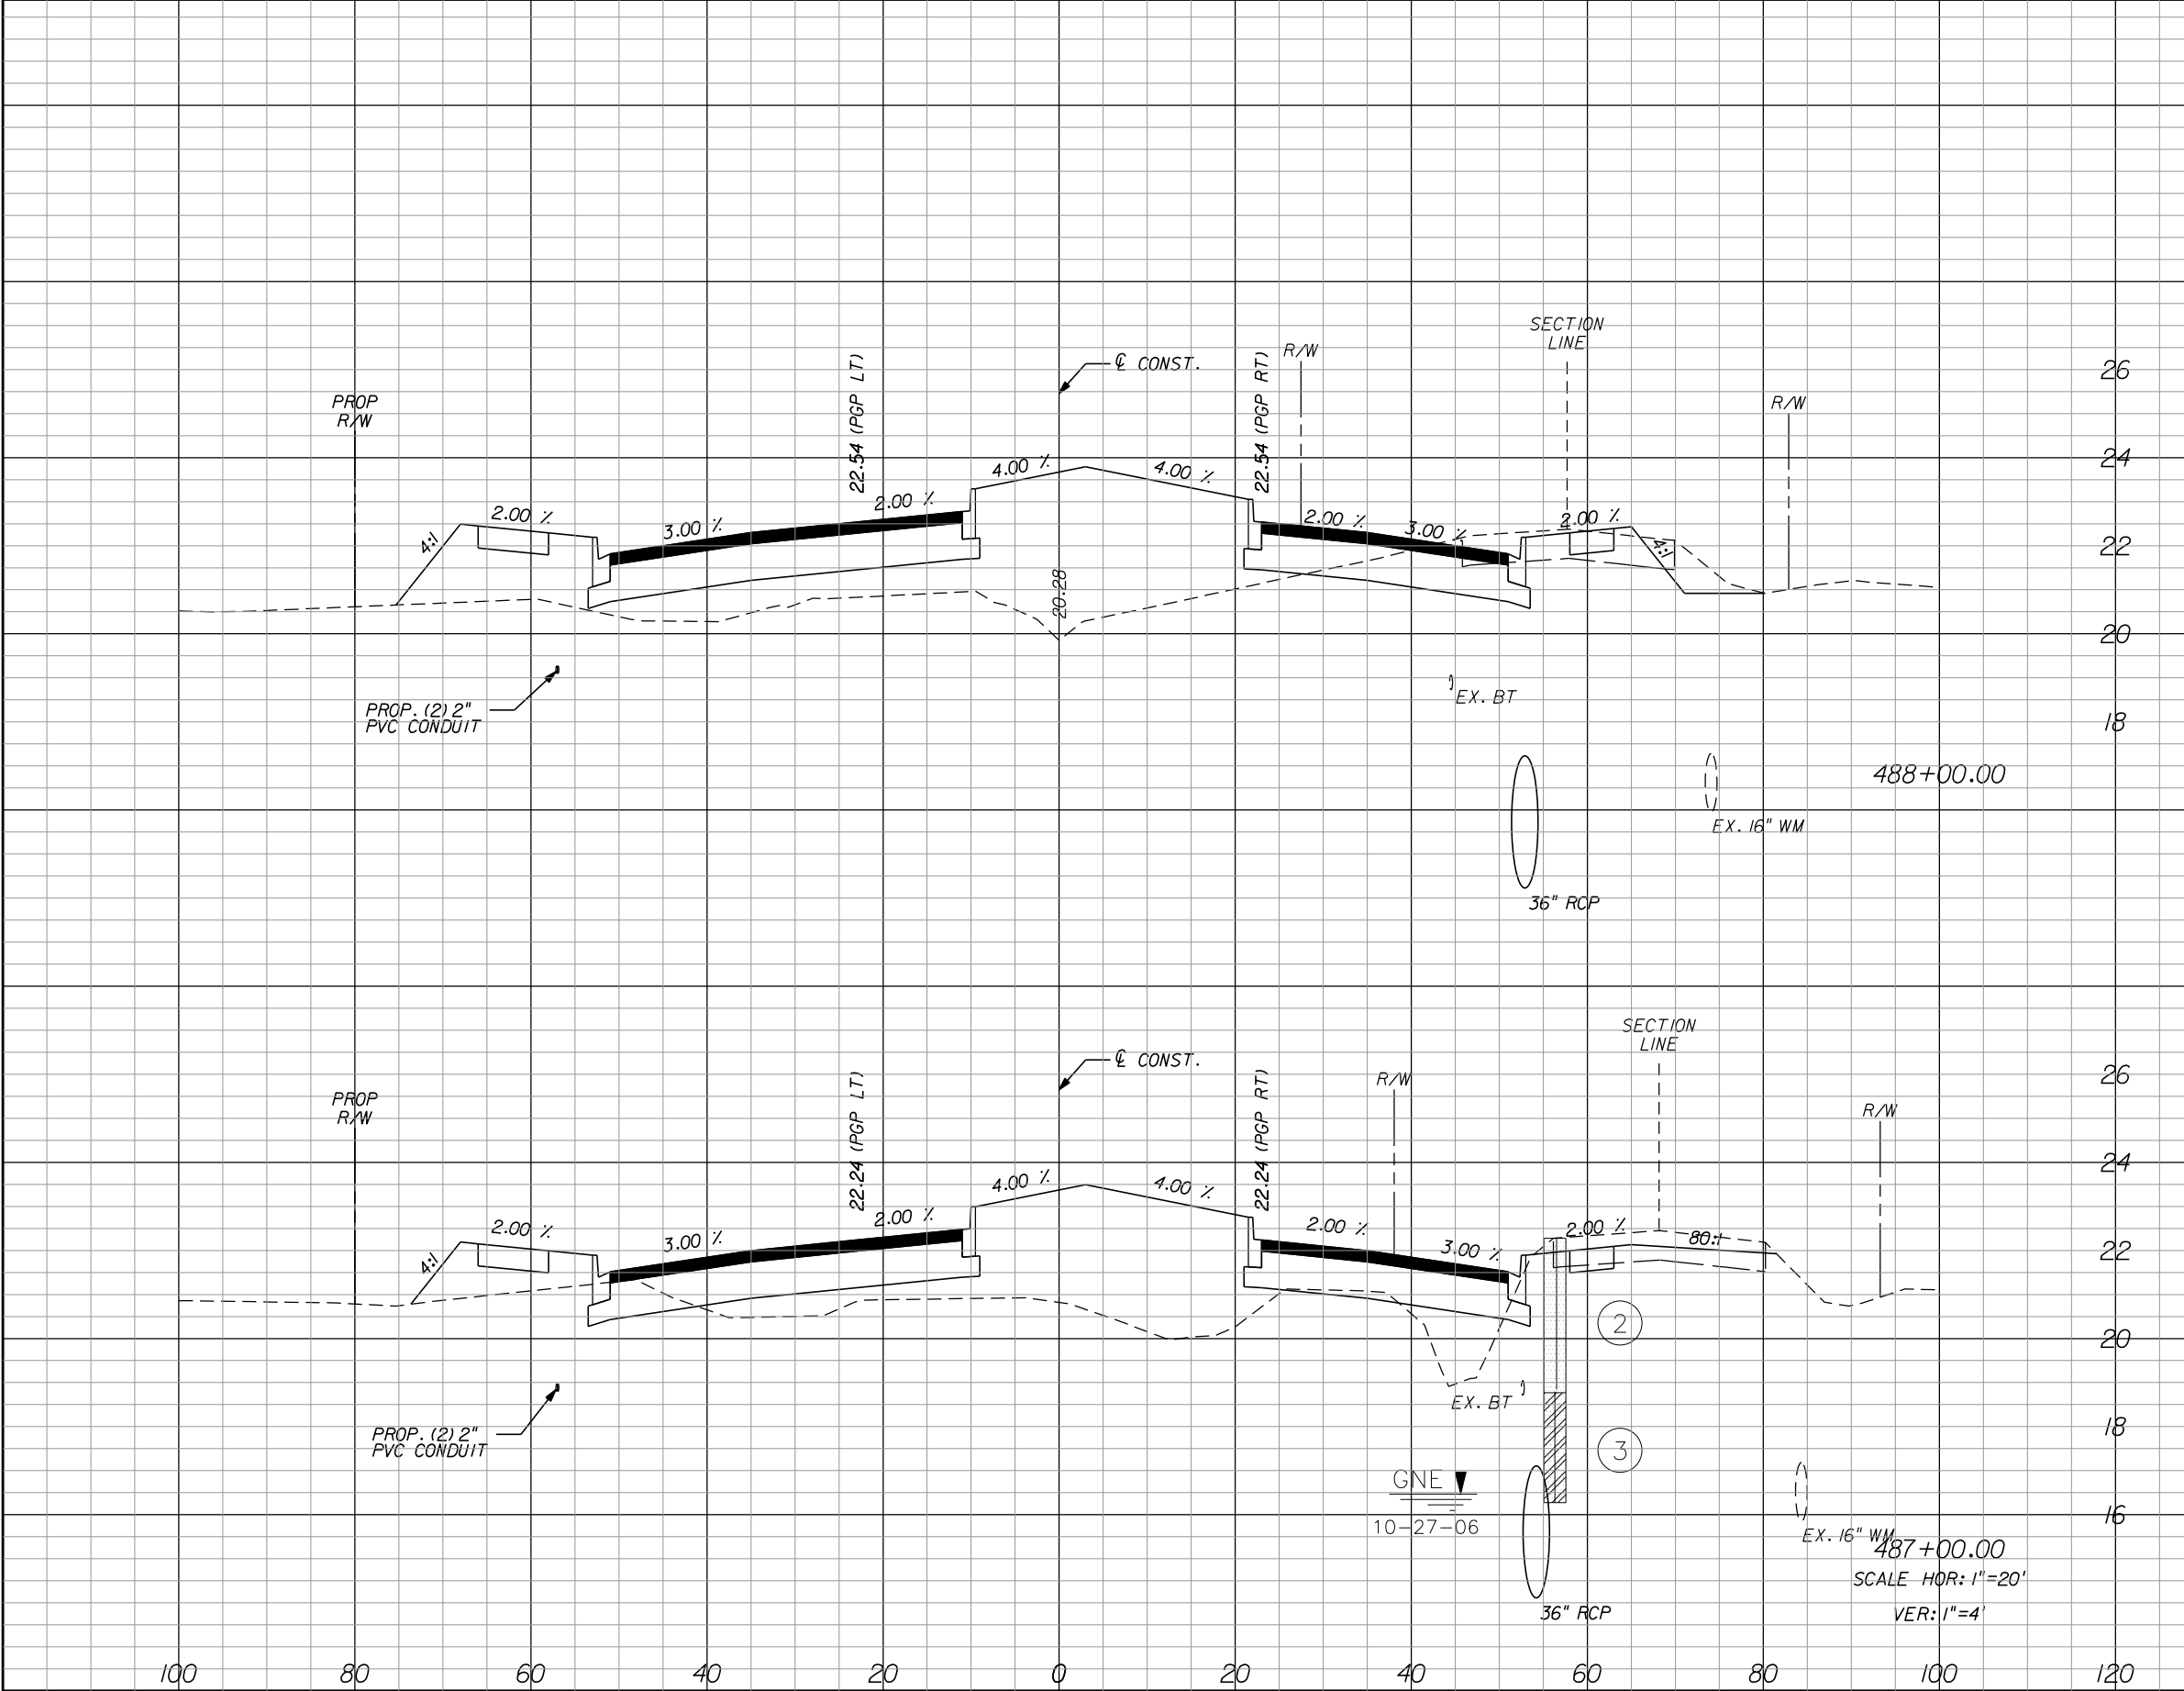 SECTION
LINE
R/W
℄ CONST.
22.54 (PGP LT)
22.54 (PGP RT)
26
PROP
R/W
R/W
24
4.00 %
4.00 %
2.00 %
2.00 %
3.00 %
2.00 %
3.00 %
2.00 %
4:1
4:1
22
20.28
20
EX. BT
PROP. (2) 2"
PVC CONDUIT
18
488+00.00
EX. 16" WM
36" RCP
SECTION
LINE
℄ CONST.
22.24 (PGP LT)
22.24 (PGP RT)
R/W
26
PROP
R/W
R/W
24
4.00 %
4.00 %
2.00 %
2.00 %
3.00 %
2.00 %
3.00 %
2.00 %
80:1
4:1
22
2
20
EX. BT
PROP. (2) 2"
PVC CONDUIT
18
3
GNE
10-27-06
16
EX. 16" WM
487+00.00
SCALE HOR: 1"=20'
36" RCP
VER: 1"=4'
100 80 60 40 20 0 20 40 60 80 100 120